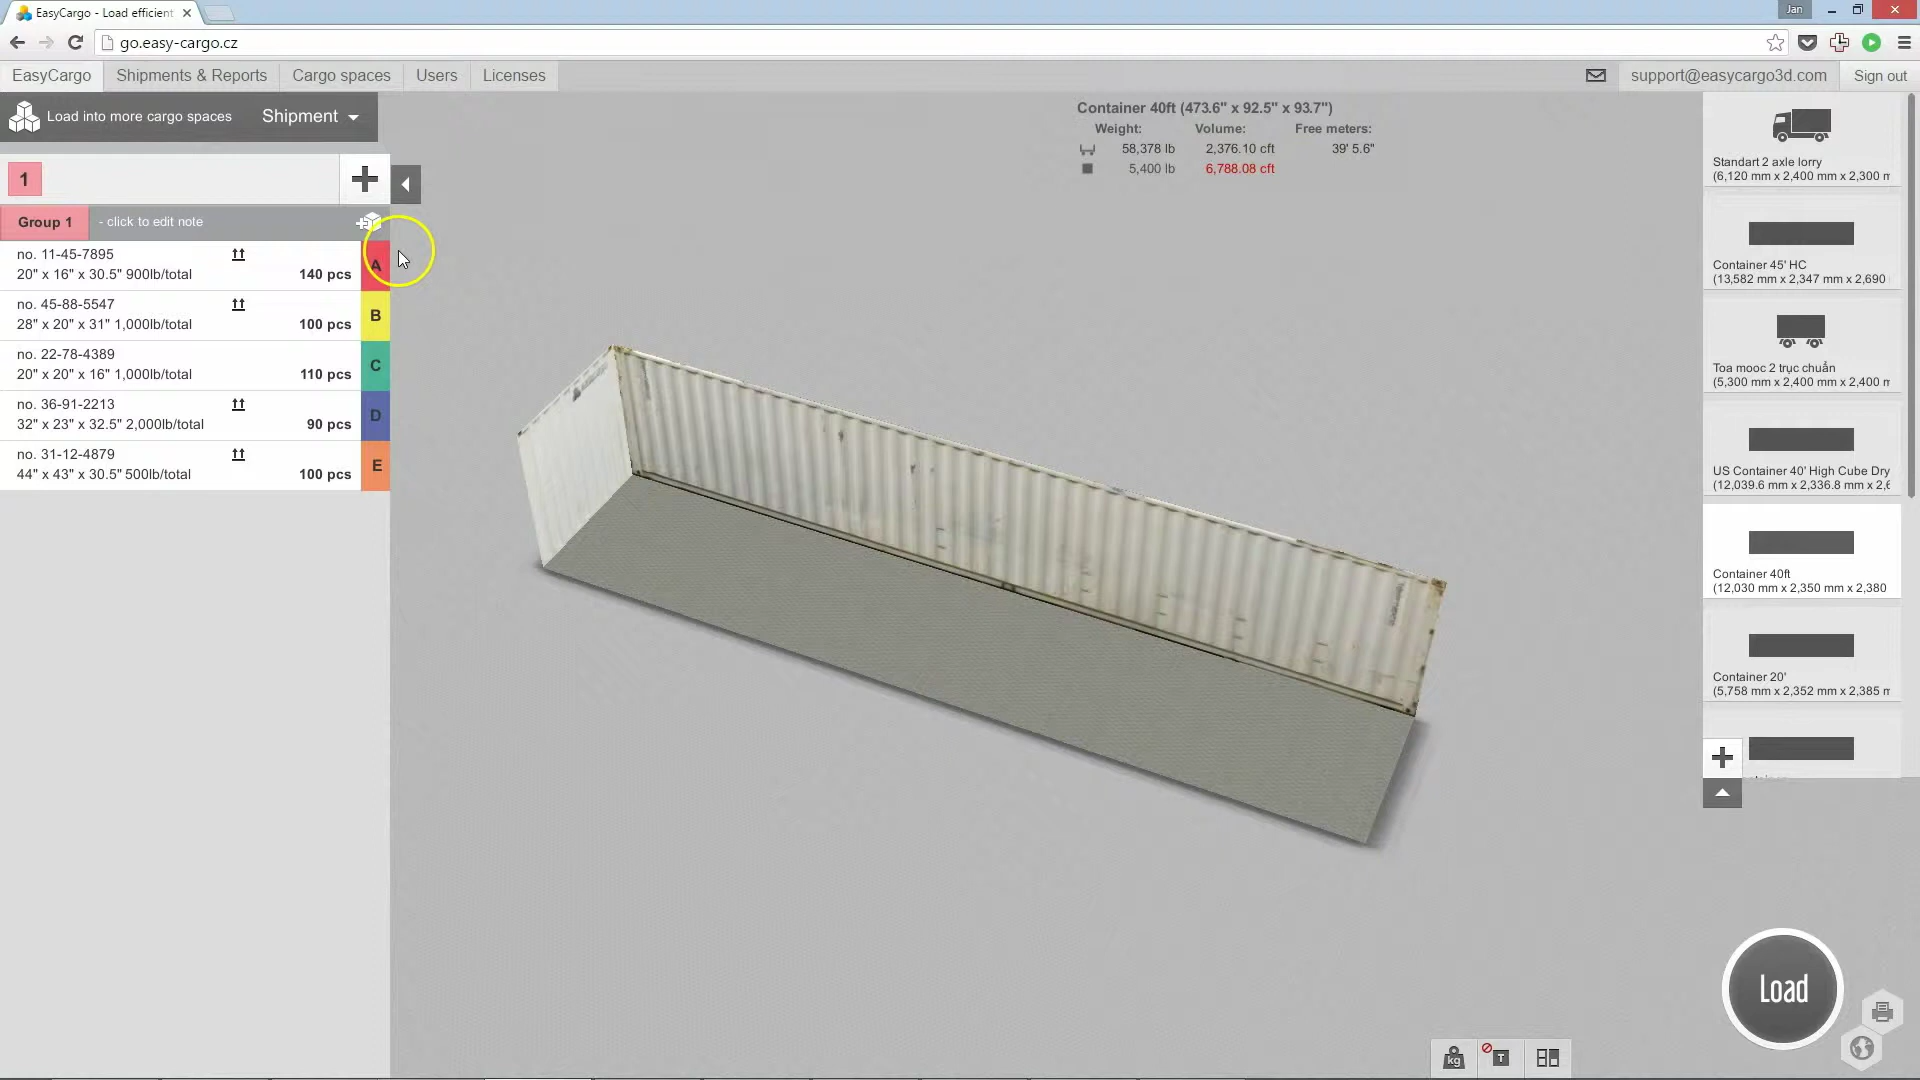 EasyCargo - Load efficient
Jan
go.easy-cargo.cz
EasyCargo
Shipments & Reports
Cargo spaces
Users
Licenses
support@easycargo3d.com
Sign out
Load into more cargo spaces
Shipment
1
Group 1
- click to edit note
no. 11-45-7895
20" x 16" x 30.5" 900lb/total
140 pcs
A
no. 45-88-5547
28" x 20" x 31" 1,000lb/total
100 pcs
B
no. 22-78-4389
20" x 20" x 16" 1,000lb/total
110 pcs
C
no. 36-91-2213
32" x 23" x 32.5" 2,000lb/total
90 pcs
D
no. 31-12-4879
44" x 43" x 30.5" 500lb/total
100 pcs
E
Container 40ft (473.6" x 92.5" x 93.7")
Weight: Volume: Free meters:
58,378 lb 2,376.10 cft 39' 5.6"
5,400 lb 6,788.08 cft
Standart 2 axle lorry
(6,120 mm x 2,400 mm x 2,300 m
Container 45' HC
(13,582 mm x 2,347 mm x 2,690
Toa mooc 2 trục chuẩn
(5,300 mm x 2,400 mm x 2,400 m
US Container 40' High Cube Dry
(12,039.6 mm x 2,336.8 mm x 2,6
Container 40ft
(12,030 mm x 2,350 mm x 2,380
Container 20'
(5,758 mm x 2,352 mm x 2,385 m
Load
kg
T